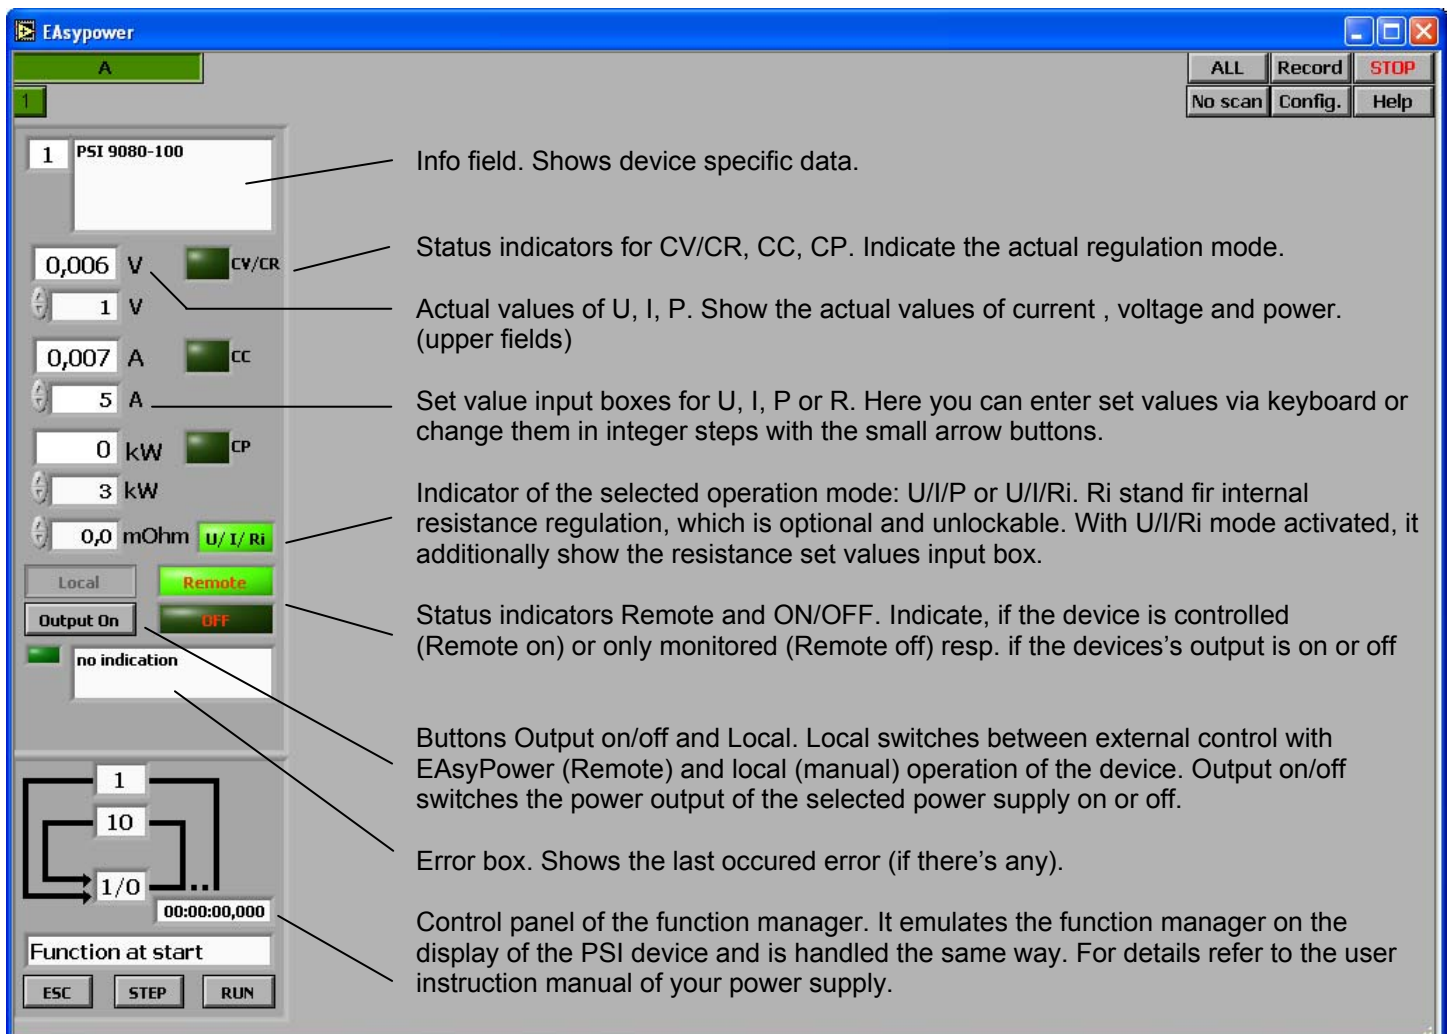 EAsypower
A
ALL Record STOP
1
No scan Config. Help
1 PSI 9080-100
Info field. Shows device specific data.
0,006 V CV/CR
Status indicators for CV/CR, CC, CP. Indicate the actual regulation mode.
1 V
Actual values of U, I, P. Show the actual values of current , voltage and power.
(upper fields)
0,007 A CC
5 A
Set value input boxes for U, I, P or R. Here you can enter set values via keyboard or
change them in integer steps with the small arrow buttons.
0 kW CP
3 kW
0,0 mOhm U/ I/ Ri
Indicator of the selected operation mode: U/I/P or U/I/Ri. Ri stand fir internal
resistance regulation, which is optional and unlockable. With U/I/Ri mode activated, it
additionally show the resistance set values input box.
Local Remote
Output On OFF
Status indicators Remote and ON/OFF. Indicate, if the device is controlled
(Remote on) or only monitored (Remote off) resp. if the devices's output is on or off
no indication
Buttons Output on/off and Local. Local switches between external control with
EAsyPower (Remote) and local (manual) operation of the device. Output on/off
switches the power output of the selected power supply on or off.
1
10
1/0
Error box. Shows the last occured error (if there's any).
00:00:00,000
Control panel of the function manager. It emulates the function manager on the
display of the PSI device and is handled the same way. For details refer to the user
instruction manual of your power supply.
Function at start
ESC STEP RUN